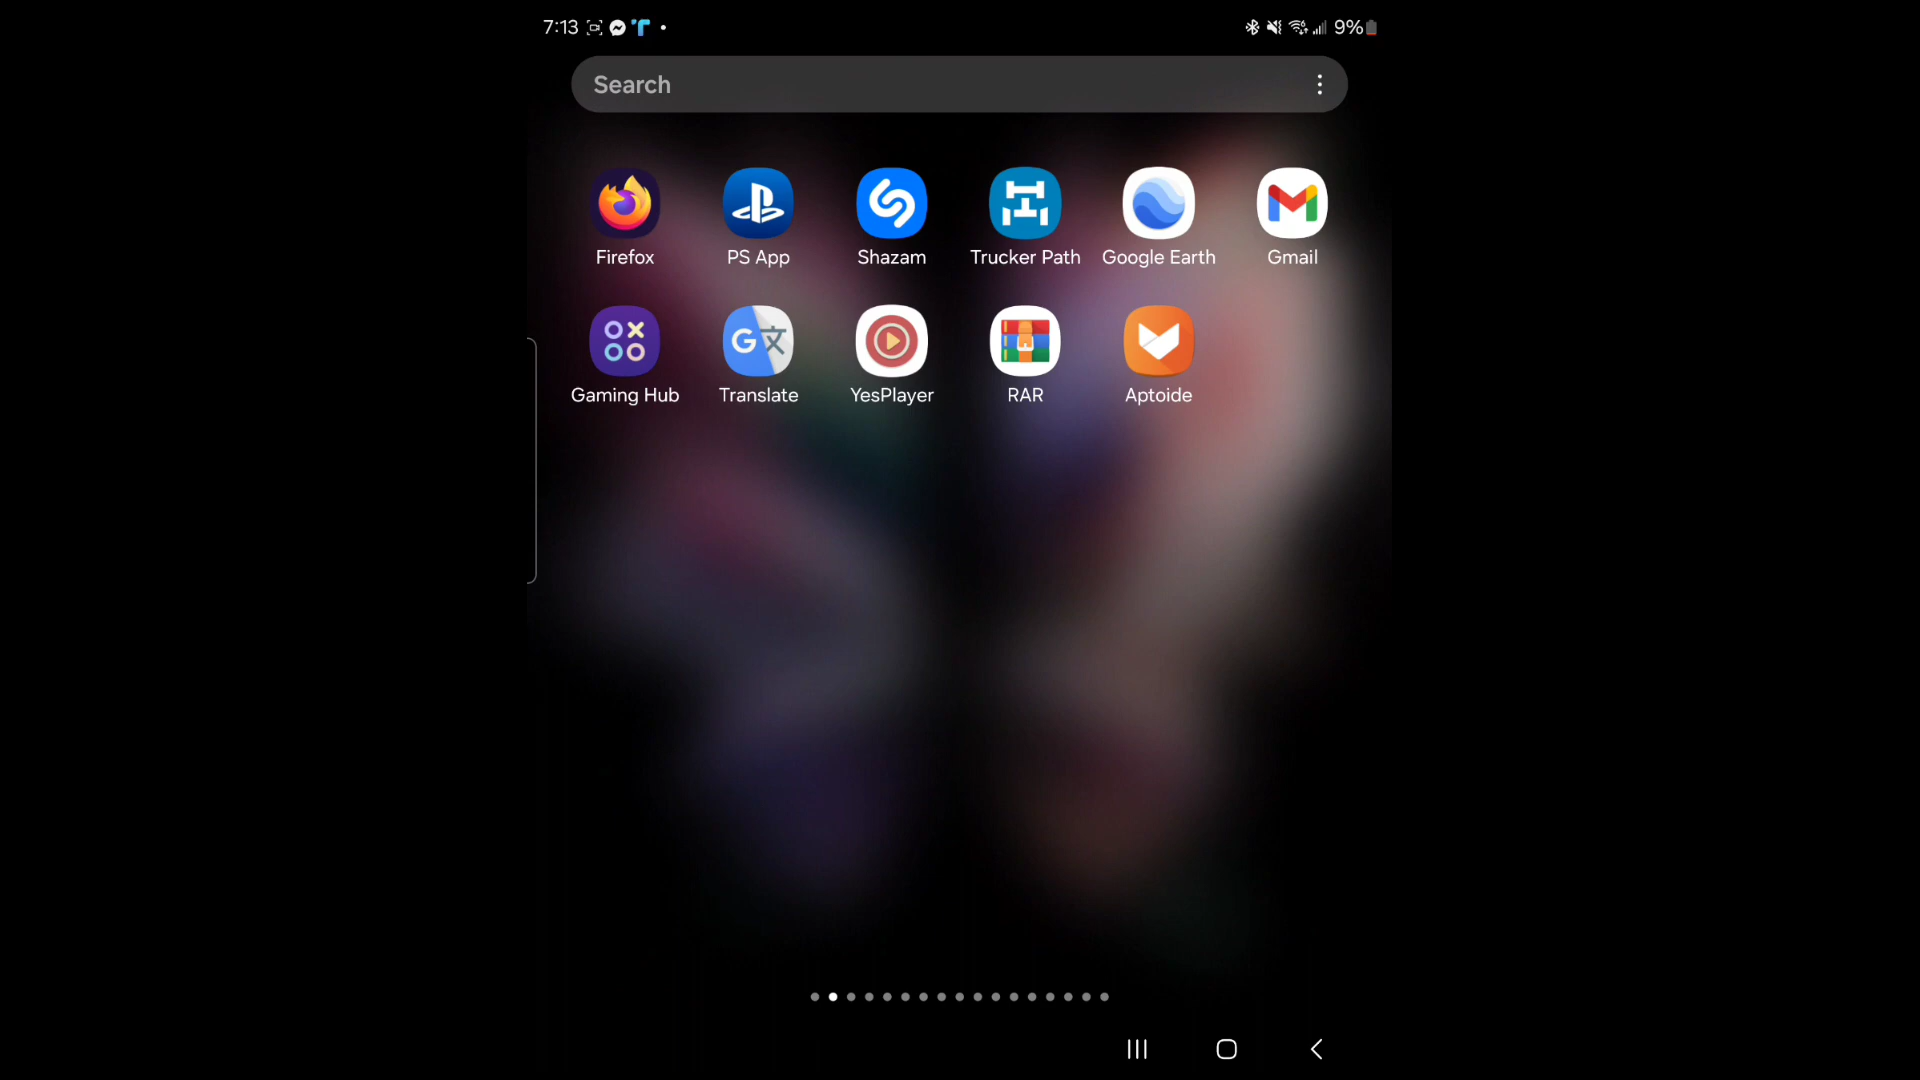 7:13 9%
Search
Firefox PS App Shazam Trucker Path Google Earth Gmail
Gaming Hub Translate YesPlayer RAR Aptoide